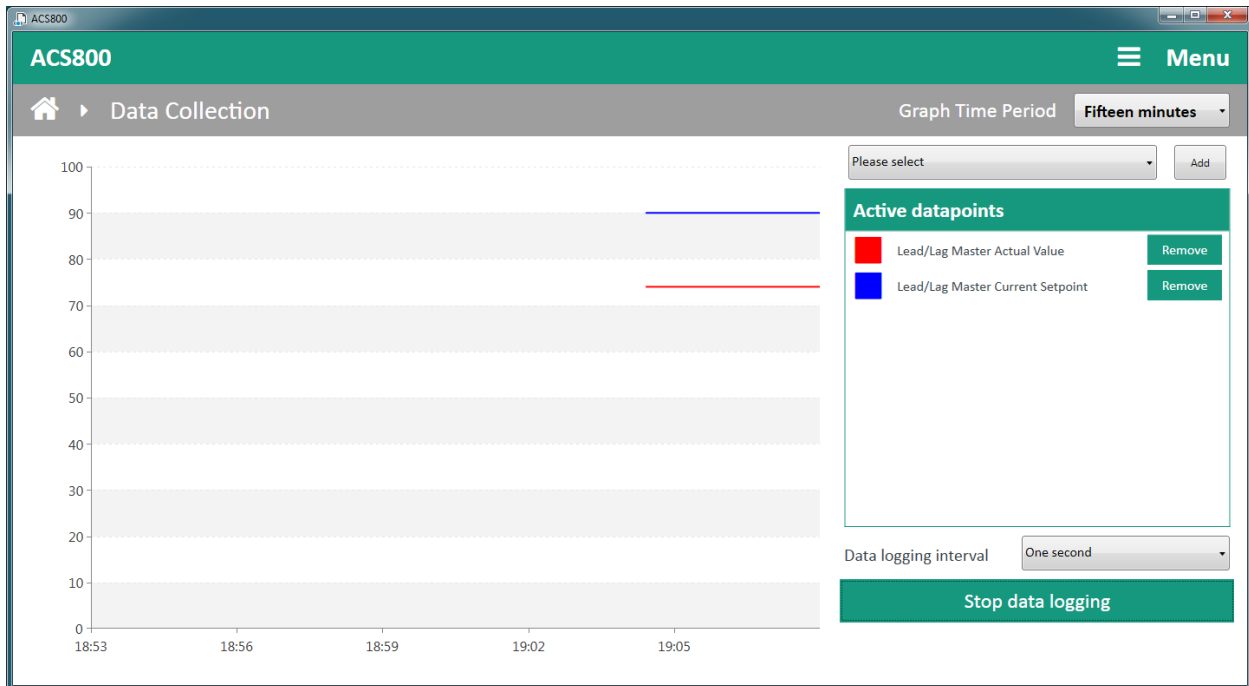 ACS800
ACS800
Menu
Data Collection
Graph Time Period
Fifteen minutes
Please select
Add
Active datapoints
Lead/Lag Master Actual Value
Remove
Lead/Lag Master Current Setpoint
Remove
Data logging interval
One second
Stop data logging
100
90
80
70
60
50
40
30
20
10
0
18:53
18:56
18:59
19:02
19:05